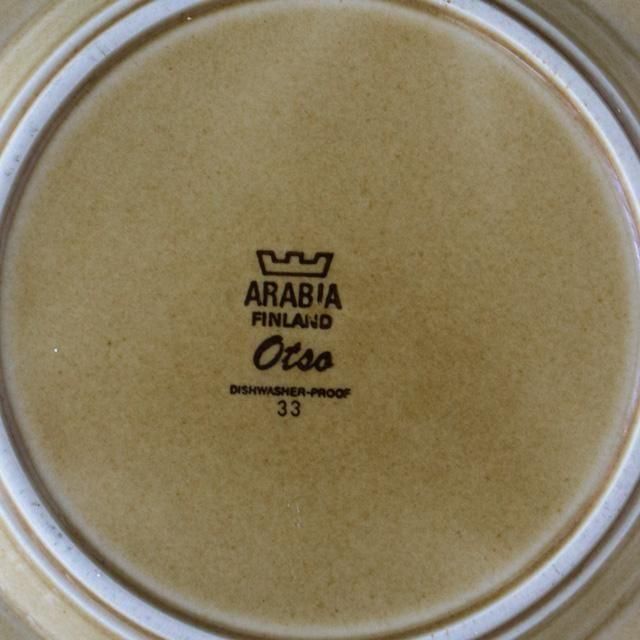 ARABIA
FINLAND
Otso
DISHWASHER-PROOF
33